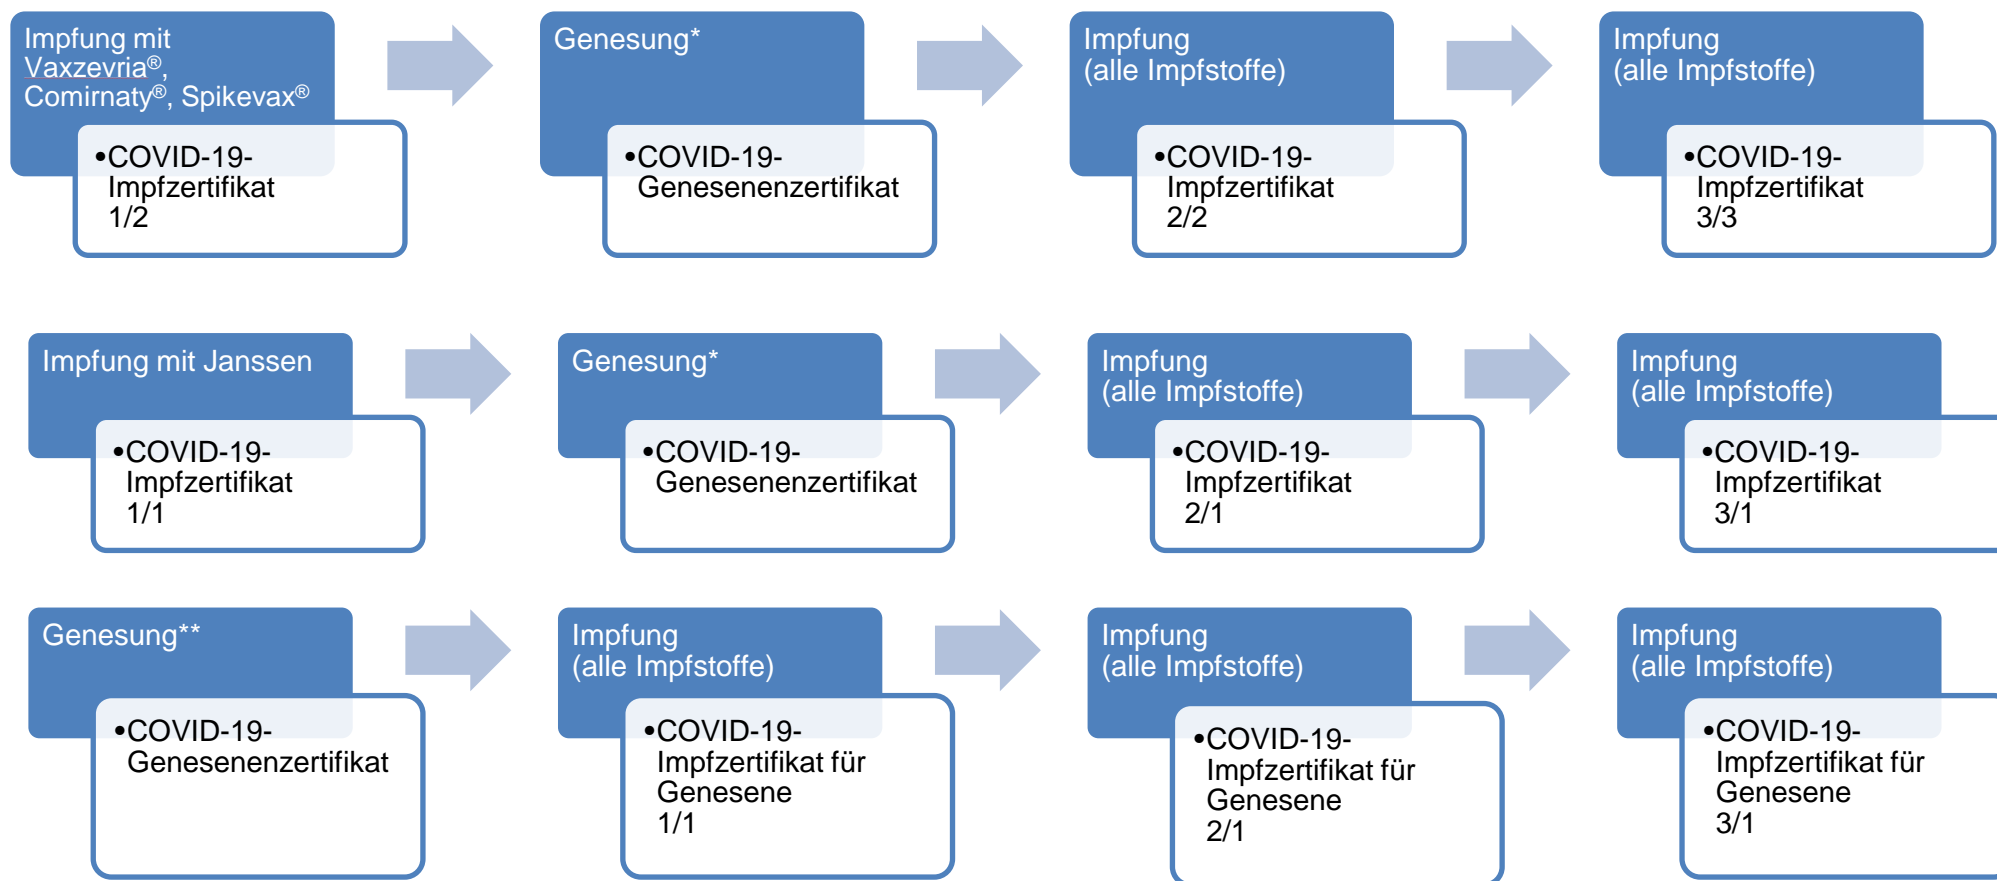 Impfung mit
Vaxzevria®,
Comirnaty®, Spikevax®
•COVID-19-
Impfzertifikat
1/2
Genesung*
•COVID-19-
Genesenenzertifikat
Impfung
(alle Impfstoffe)
•COVID-19-
Impfzertifikat
2/2
Impfung
(alle Impfstoffe)
•COVID-19-
Impfzertifikat
3/3
Impfung mit Janssen
•COVID-19-
Impfzertifikat
1/1
Genesung*
•COVID-19-
Genesenenzertifikat
Impfung
(alle Impfstoffe)
•COVID-19-
Impfzertifikat
2/1
Impfung
(alle Impfstoffe)
•COVID-19-
Impfzertifikat
3/1
Genesung**
•COVID-19-
Genesenenzertifikat
Impfung
(alle Impfstoffe)
•COVID-19-
Impfzertifikat für
Genesene
1/1
Impfung
(alle Impfstoffe)
•COVID-19-
Impfzertifikat für
Genesene
2/1
Impfung
(alle Impfstoffe)
•COVID-19-
Impfzertifikat für
Genesene
3/1